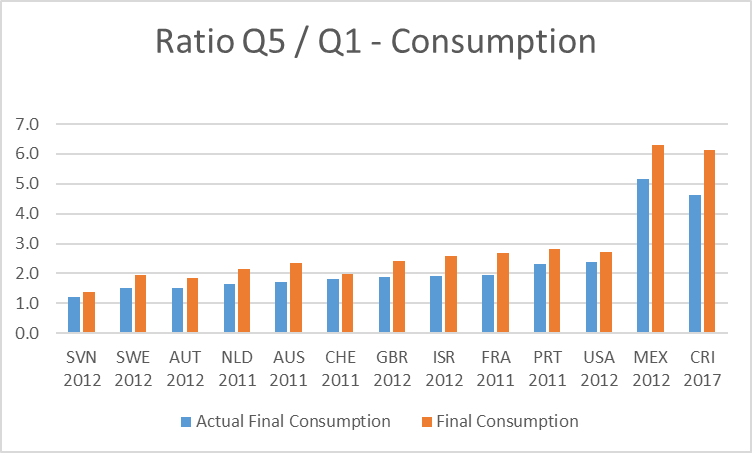 Ratio Q5 / Q1 - Consumption
7.0
6.0
5.0
4.0
3.0
2.0
1.0
0.0
SVN SWE AUT NLD AUS CHE GBR ISR FRA PRT USA MEX CRI
2012 2012 2012 2011 2011 2011 2012 2012 2011 2011 2012 2012 2017
Actual Final Consumption Final Consumption